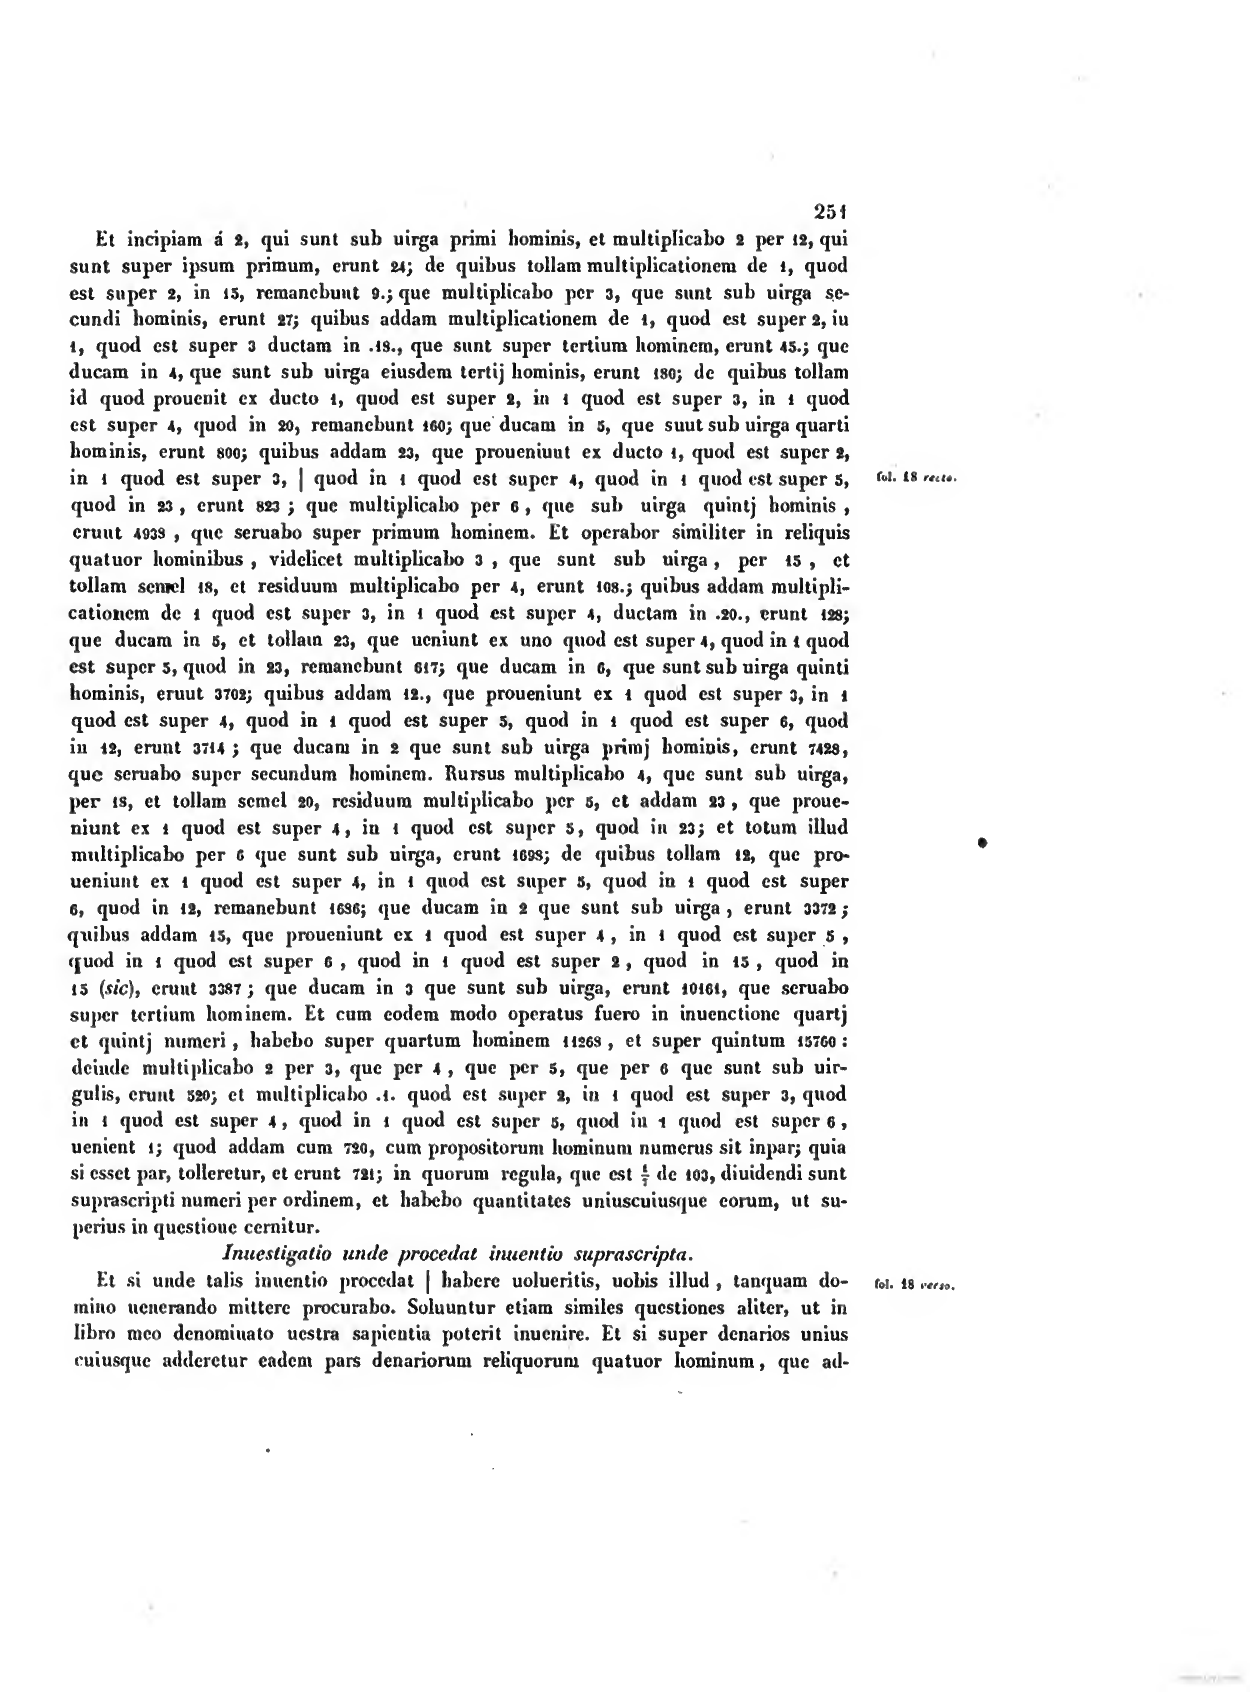 251
Et incipiam á 2, qui sunt sub uirga primi hominis, et multiplicabo 2 per 12, qui
sunt super ipsum primum, erunt 24; de quibus tollam multiplicationem de 1, quod
est super 2, in 15, remanebunt 9.; que multiplicabo per 3, que sunt sub uirga se-
cundi hominis, erunt 27; quibus addam multiplicationem de 1, quod est super 2, iu
1, quod est super 3 ductam in .18., que sunt super tertium hominem, erunt 45.; que
ducam in 4, que sunt sub uirga eiusdem tertij hominis, erunt 180; de quibus tollam
id quod prouenit ex ducto 1, quod est super 2, in 1 quod est super 3, in 1 quod
est super 4, quod in 20, remanebunt 160; que ducam in 5, que suut sub uirga quarti
hominis, erunt 800; quibus addam 23, que proueniuut ex ducto 1, quod est super 2,
in 1 quod est super 3, | quod in 1 quod est super 4, quod in 1 quod est super 5,
fol. 18 recto.
quod in 23 , erunt 823 ; que multiplicabo per 6 , que sub uirga quintj hominis ,
eruut 4938 , que seruabo super primum hominem. Et operabor similiter in reliquis
quatuor hominibus , videlicet multiplicabo 3 , que sunt sub uirga , per 15 , et
tollam semel 18, et residuum multiplicabo per 4, erunt 108.; quibus addam multipli-
cationem de 1 quod est super 3, in 1 quod est super 4, ductam in .20., erunt 128;
que ducam in 5, et tollam 23, que ueniunt ex uno quod est super 4, quod in 1 quod
est super 5, quod in 23, remanebunt 617; que ducam in 6, que sunt sub uirga quinti
hominis, eruut 3702; quibus addam 12., que proueniunt ex 1 quod est super 3, in 1
quod est super 4, quod in 1 quod est super 5, quod in 1 quod est super 6, quod
in 12, erunt 3714 ; que ducam in 2 que sunt sub uirga primj hominis, erunt 7428,
que seruabo super secundum hominem. Rursus multiplicabo 4, que sunt sub uirga,
per 18, et tollam semel 20, residuum multiplicabo per 5, et addam 23 , que proue-
niunt ex 1 quod est super 4, in 1 quod est super 5, quod in 23; et totum illud
multiplicabo per 6 que sunt sub uirga, erunt 1698; de quibus tollam 12, que pro-
ueniunt ex 1 quod est super 4, in 1 quod est super 5, quod in 1 quod est super
6, quod in 12, remanebunt 1686; que ducam in 2 que sunt sub uirga , erunt 3372 ;
quibus addam 15, que proueniunt ex 1 quod est super 4 , in 1 quod est super 5 ,
quod in 1 quod est super 6 , quod in 1 quod est super 2 , quod in 15 , quod in
15 (sic), erunt 3387 ; que ducam in 3 que sunt sub uirga, erunt 10161, que seruabo
super tertium hominem. Et cum eodem modo operatus fuero in inuenctione quartj
et quintj numeri , habebo super quartum hominem 11268 , et super quintum 15760 :
deinde multiplicabo 2 per 3, que per 4 , que per 5, que per 6 que sunt sub uir-
gulis, erunt 520; et multiplicabo .1. quod est super 2, in 1 quod est super 3, quod
in 1 quod est super 4 , quod in 1 quod est super 5, quod in 1 quod est super 6 ,
uenient 1; quod addam cum 720, cum propositorum hominum numerus sit inpar; quia
si esset par, tolleretur, et erunt 721; in quorum regula, que est 1/7 de 103, diuidendi sunt
suprascripti numeri per ordinem, et habebo quantitates uniuscuiusque eorum, ut su-
perius in questioue cernitur.
Inuestigatio unde procedat inuentio suprascripta.
Et si unde talis inuentio procedat | habere uolueritis, uobis illud , tanquam do-
fol. 18 verso.
mino uenerando mittere procurabo. Soluuntur etiam similes questiones aliter, ut in
libro meo denomiuato uestra sapientia poterit inuenire. Et si super denarios unius
cuiusque adderetur eadem pars denariorum reliquorum quatuor hominum , que ad-